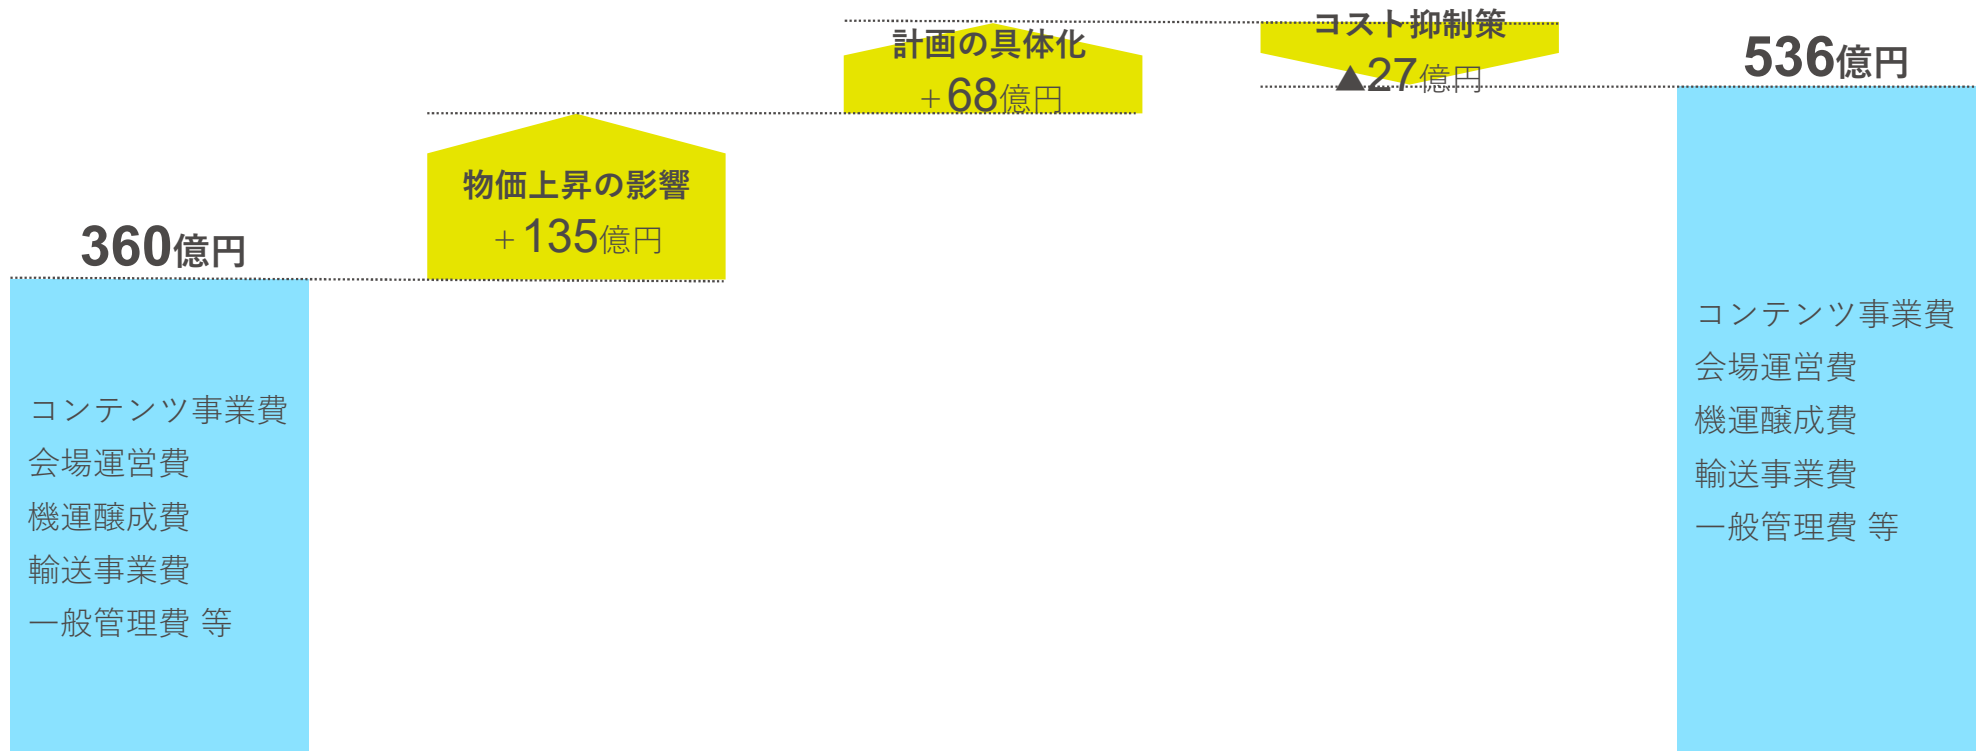 360億円
コンテンツ事業費
会場運営費
機運醸成費
輸送事業費
一般管理費 等
物価上昇の影響
+135億円
計画の具体化
+68億円
コスト抑制策
▲27億円
536億円
コンテンツ事業費
会場運営費
機運醸成費
輸送事業費
一般管理費 等